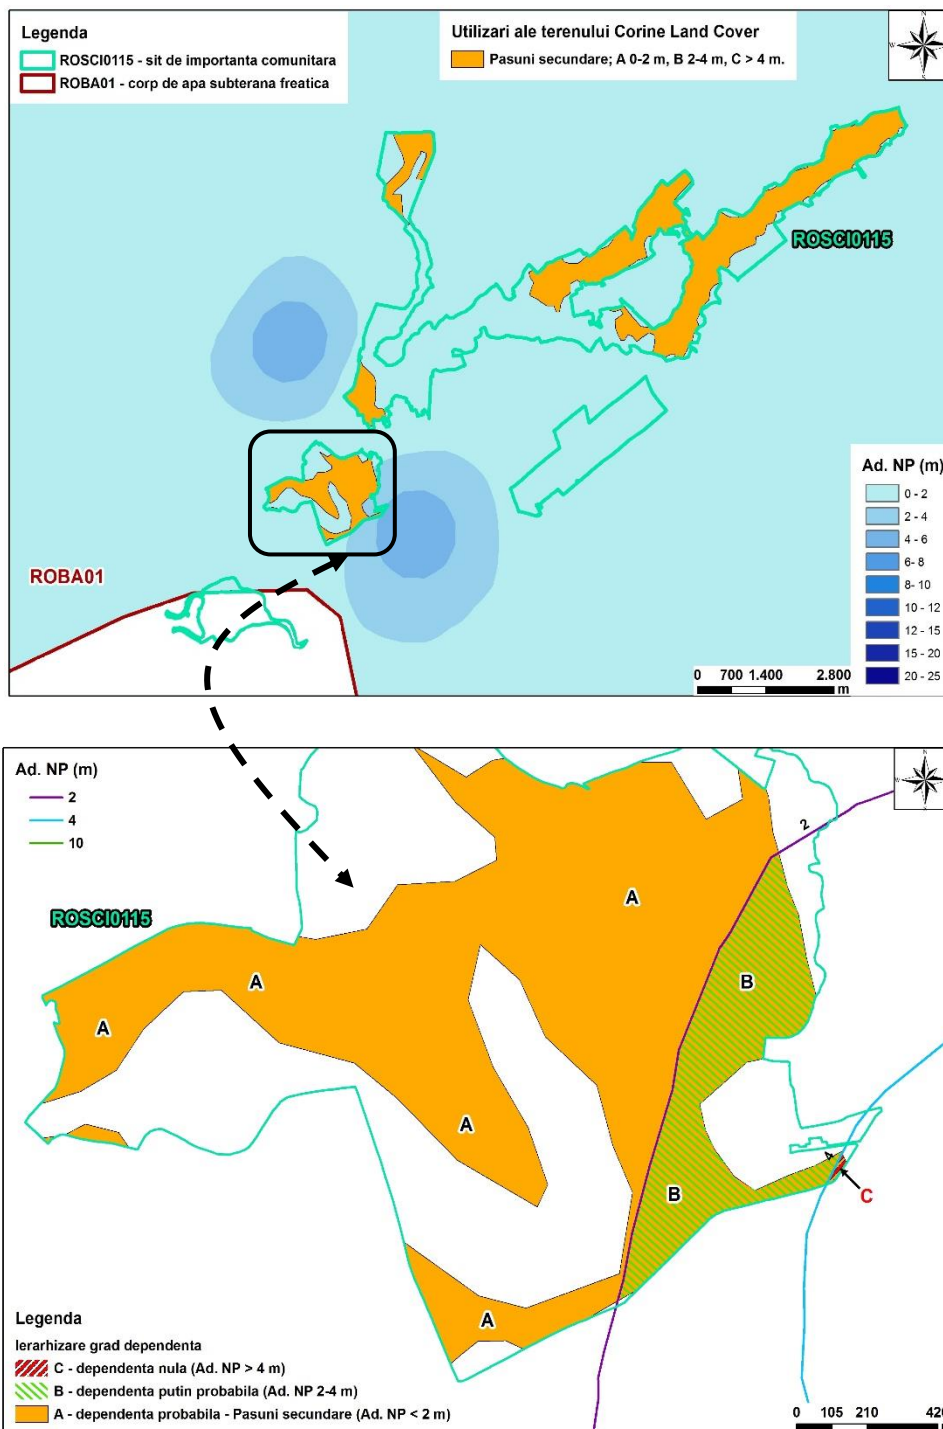 Legenda
ROSCI0115 - sit de importanta comunitara
ROBA01 - corp de apa subterana freatica
Utilizari ale terenului Corine Land Cover
Pasuni secundare; A 0-2 m, B 2-4 m, C > 4 m.
ROSCI0115
ROBA01
Ad. NP (m)
0 - 2
2 - 4
4 - 6
6- 8
8- 10
10 - 12
12 - 15
15 - 20
20 - 25
0 700 1.400 2.800
m
Ad. NP (m)
2
4
10
2
ROSCI0115
A
A
B
A
A
4
B
C
A
Legenda
Ierarhizare grad dependenta
C - dependenta nula (Ad. NP > 4 m)
B - dependenta putin probabila (Ad. NP 2-4 m)
A - dependenta probabila - Pasuni secundare (Ad. NP < 2 m)
0 105 210 420